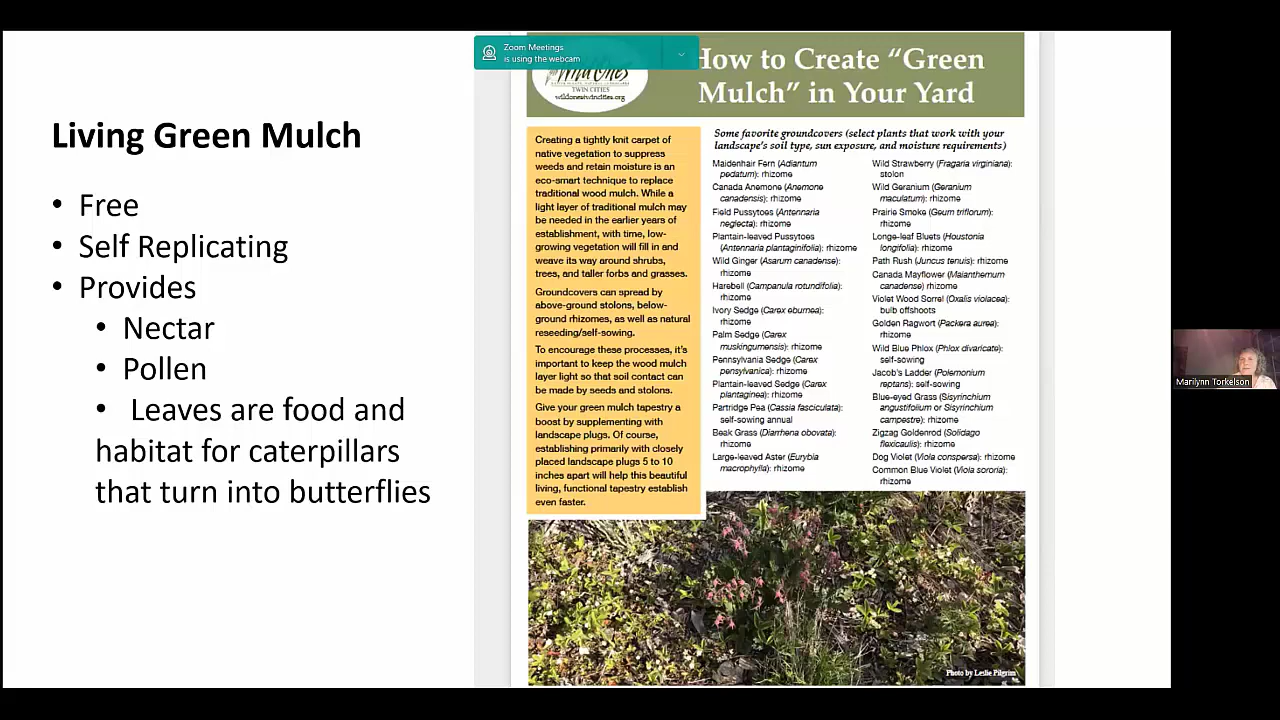 Living Green Mulch
• Free
• Self Replicating
• Provides
• Nectar
• Pollen
• Leaves are food and
habitat for caterpillars
that turn into butterflies
Zoom Meetings
is using the webcam
Wild Ones
TWIN CITIES
wildonestwincities.org
How to Create “Green
Mulch” in Your Yard
Creating a tightly knit carpet of
native vegetation to suppress
weeds and retain moisture is an
eco-smart technique to replace
traditional wood mulch. While a
light layer of traditional mulch may
be needed in the earlier years of
establishment, with time, low-
growing vegetation will fill in and
weave its way around shrubs,
trees, and taller forbs and grasses.
Groundcovers can spread by
above-ground stolons, below-
ground rhizomes, as well as natural
reseeding/self-sowing.
To encourage these processes, it’s
important to keep the wood mulch
layer light so that soil contact can
be made by seeds and stolons.
Give your green mulch tapestry a
boost by supplementing with
landscape plugs. Of course,
establishing primarily with closely
placed landscape plugs 5 to 10
inches apart will help this beautiful
living, functional tapestry establish
even faster.
Some favorite groundcovers (select plants that work with your
landscape’s soil type, sun exposure, and moisture requirements)
Maidenhair Fern (Adiantum
pedatum): rhizome
Canada Anemone (Anemone
canadensis): rhizome
Field Pussytoes (Antennaria
neglecta): rhizome
Plantain-leaved Pussytoes
(Antennaria plantaginifolia): rhizome
Wild Ginger (Asarum canadense):
rhizome
Harebell (Campanula rotundifolia):
rhizome
Ivory Sedge (Carex eburnea):
rhizome
Palm Sedge (Carex
muskingumensis): rhizome
Pennsylvania Sedge (Carex
pensylvanica): rhizome
Plantain-leaved Sedge (Carex
plantaginea): rhizome
Partridge Pea (Cassia fasciculata):
self-sowing annual
Beak Grass (Diarrhena obovata):
rhizome
Large-leaved Aster (Eurybia
macrophylla): rhizome
Wild Strawberry (Fragaria virginiana):
stolon
Wild Geranium (Geranium
maculatum): rhizome
Prairie Smoke (Geum triflorum):
rhizome
Longe-leaf Bluets (Houstonia
longifolia): rhizome
Path Rush (Juncus tenuis): rhizome
Canada Mayflower (Maianthemum
canadense) rhizome
Violet Wood Sorrel (Oxalis violacea):
bulb offshoots
Golden Ragwort (Packera aurea):
rhizome
Wild Blue Phlox (Phlox divaricate):
self-sowing
Jacob’s Ladder (Polemonium
reptans): self-sowing
Blue-eyed Grass (Sisyrinchium
angustifolium or Sisyrinchium
campestre): rhizome
Zigzag Goldenrod (Solidago
flexicaulis): rhizome
Dog Violet (Viola conspersa): rhizome
Common Blue Violet (Viola sororia):
rhizome
Photo by Leslie Pilgrim
Marilynn Torkelson